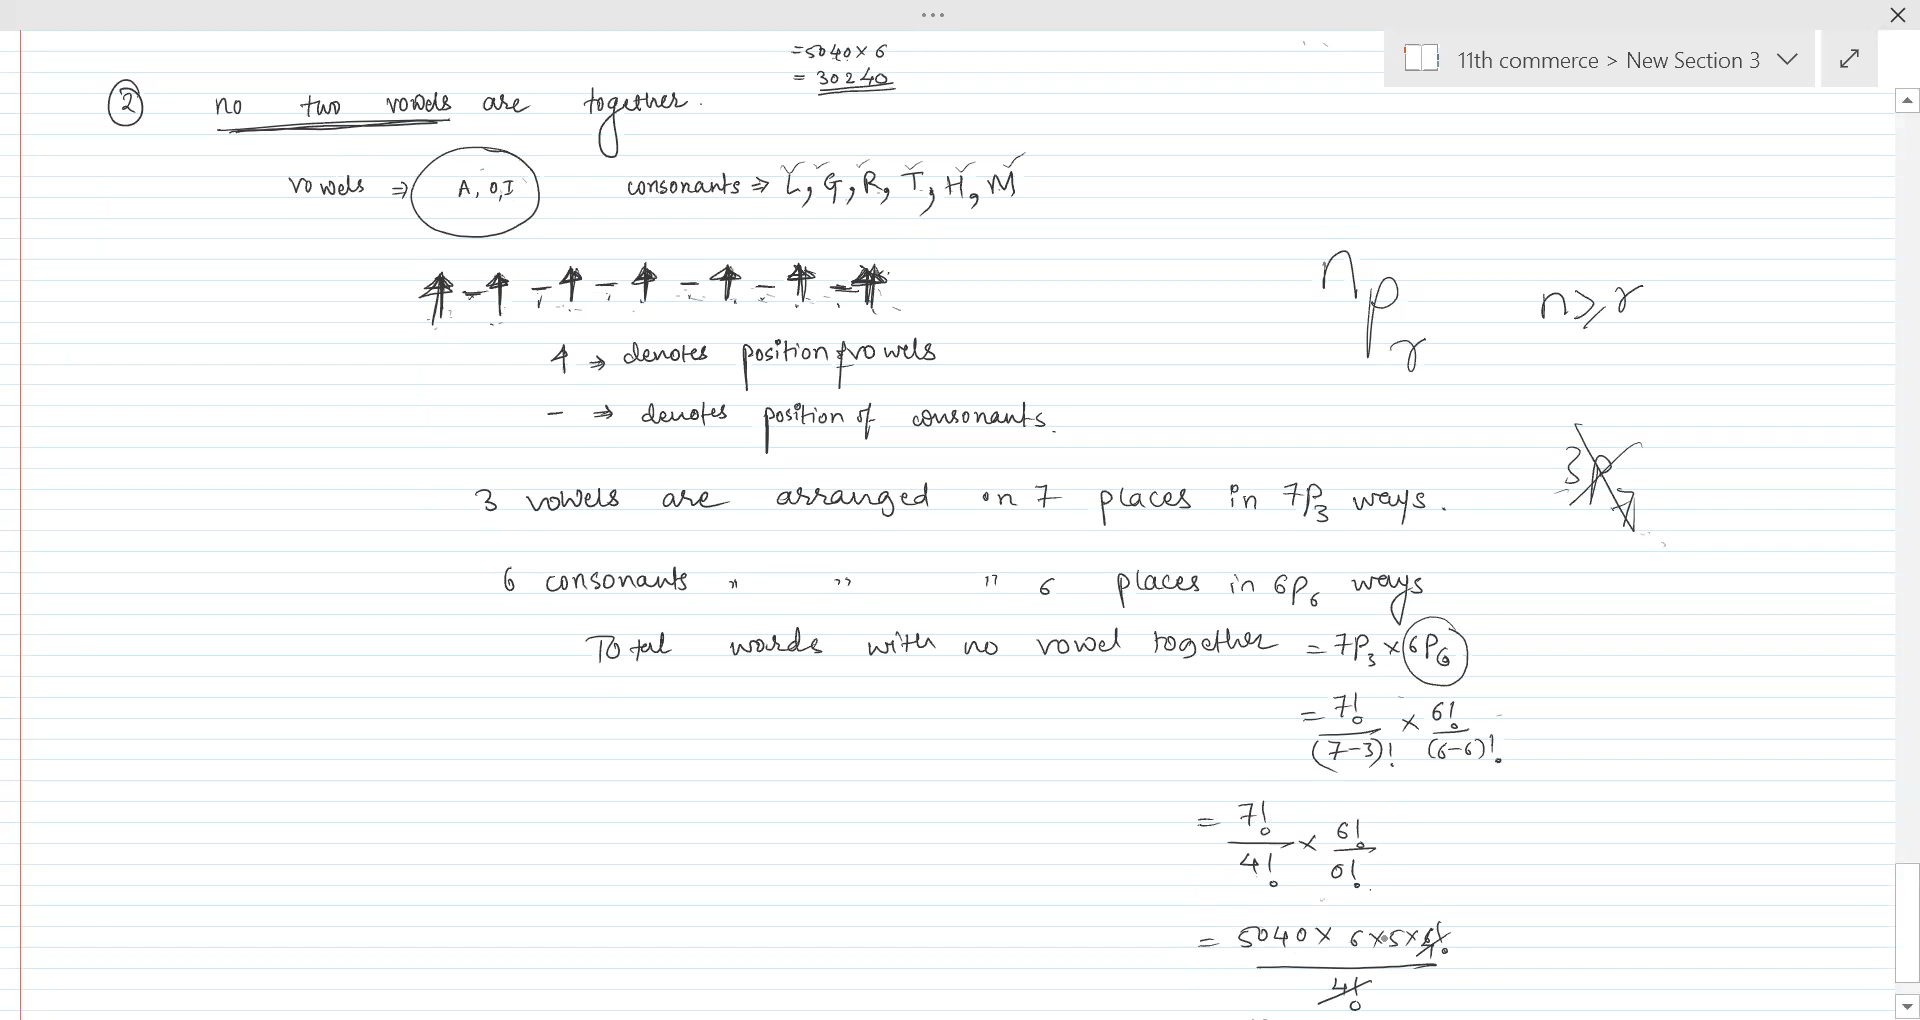 =5040×6
= 30240
11th commerce > New Section 3
② no two vowels are together.
vowels ⇒ A, O, I consonants ⇒ L, G, R, T, H, M
nPr n≥r
↑ ⇒ denotes position of vowels
– ⇒ denotes position of consonants.
3P7
3 vowels are arranged in 7 places in 7P3 ways.
6 consonants " " " 6 places in 6P6 ways
Total words with no vowel together = 7P3 × 6P6
= 7!/(7-3)! × 6!/(6-6)!
= 7!/4! × 6!/0!
= 5040 × 6×5×4!/4!